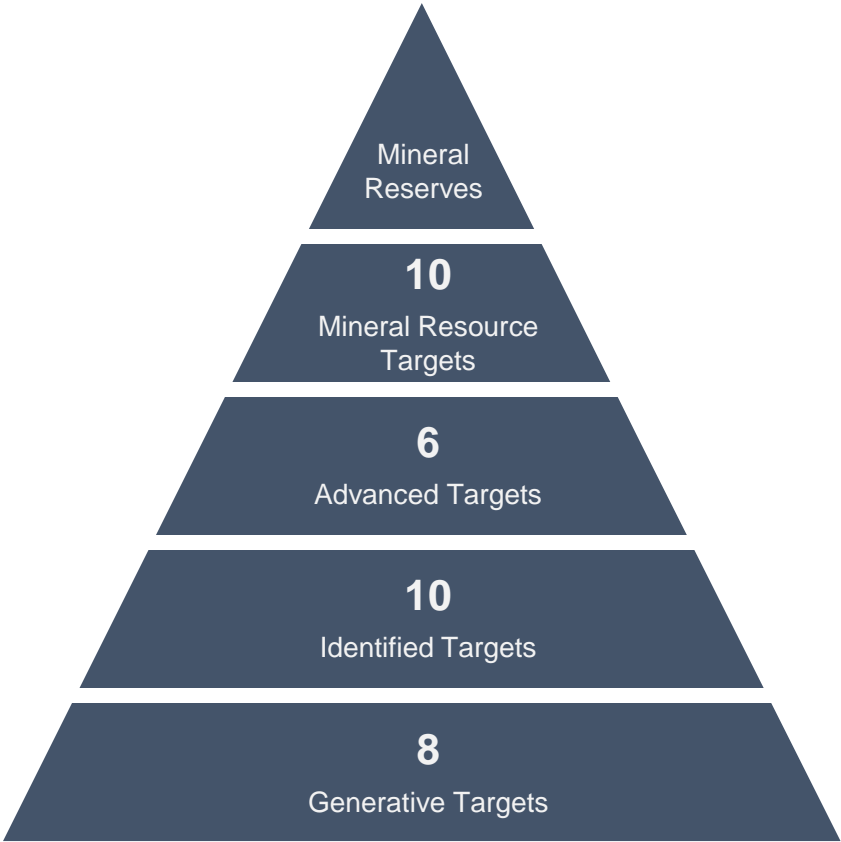 Mineral
Reserves
10
Mineral Resource
Targets
6
Advanced Targets
10
Identified Targets
8
Generative Targets